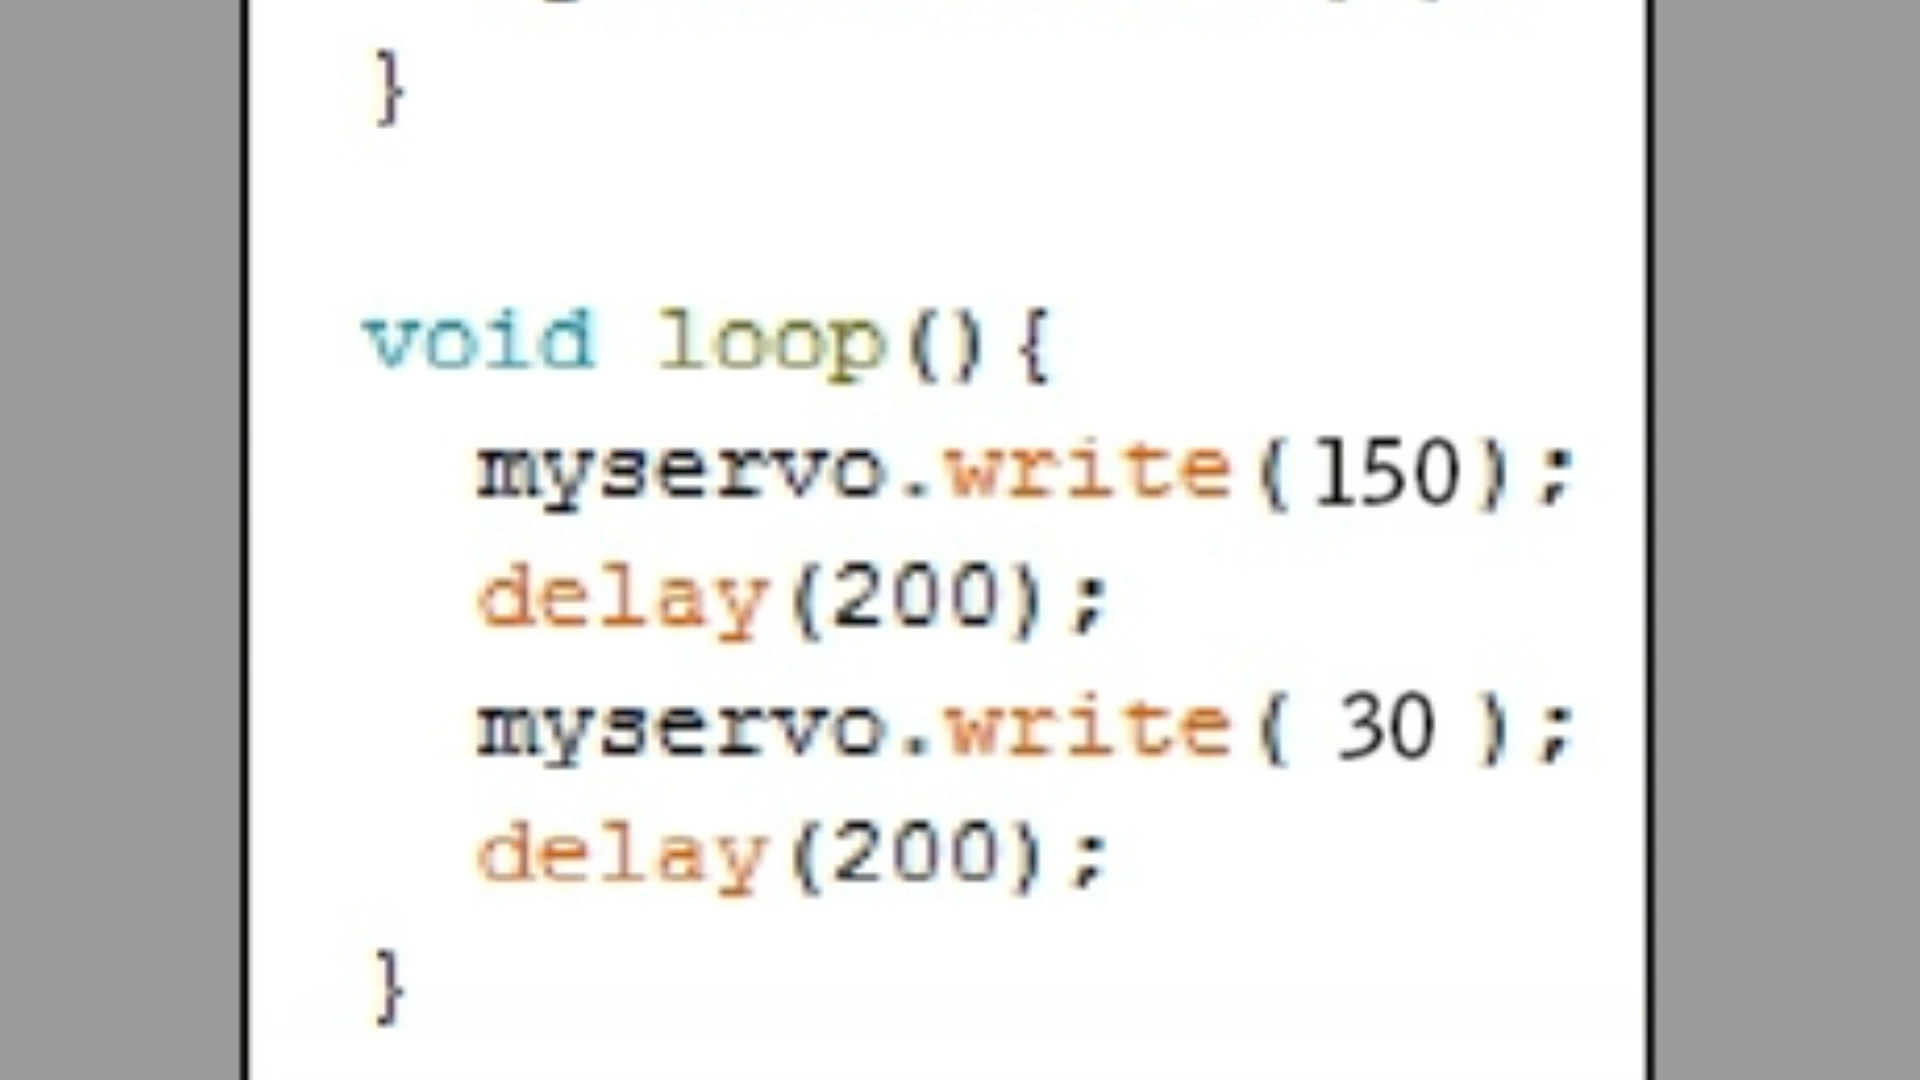 }
void loop(){
myservo.write(150);
delay(200);
myservo.write( 30 );
delay(200);
}